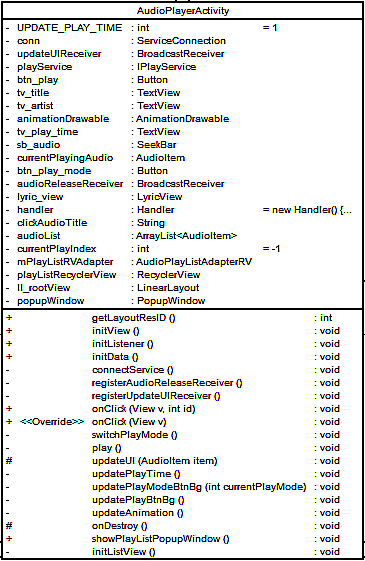 AudioPlayerActivity
- UPDATE_PLAY_TIME : int = 1
- conn : ServiceConnection
- updateUIReceiver : BroadcastReceiver
- playService : IPlayService
- btn_play : Button
- tv_title : TextView
- tv_artist : TextView
- animationDrawable : AnimationDrawable
- tv_play_time : TextView
- sb_audio : SeekBar
- currentPlayingAudio : AudioItem
- btn_play_mode : Button
- audioReleaseReceiver : BroadcastReceiver
- lyric_view : LyricView
- handler : Handler = new Handler() {...
- clickAudioTitle : String
- audioList : ArrayList<AudioItem>
- currentPlayIndex : int = -1
- mPlayListRVAdapter : AudioPlayListAdapterRV
- playListRecyclerView : RecyclerView
- ll_rootView : LinearLayout
- popupWindow : PopupWindow
+ getLayoutResID () : int
+ initView () : void
+ initListener () : void
+ initData () : void
- connectService () : void
- registerAudioReleaseReceiver () : void
- registerUpdateUIReceiver () : void
+ onClick (View v, int id) : void
+ <<Override>> onClick (View v) : void
- switchPlayMode () : void
- play () : void
# updateUI (AudioItem item) : void
- updatePlayTime () : void
- updatePlayModeBtnBg (int currentPlayMode) : void
- updatePlayBtnBg () : void
- updateAnimation () : void
# onDestroy () : void
+ showPlayListPopupWindow () : void
- initListView () : void